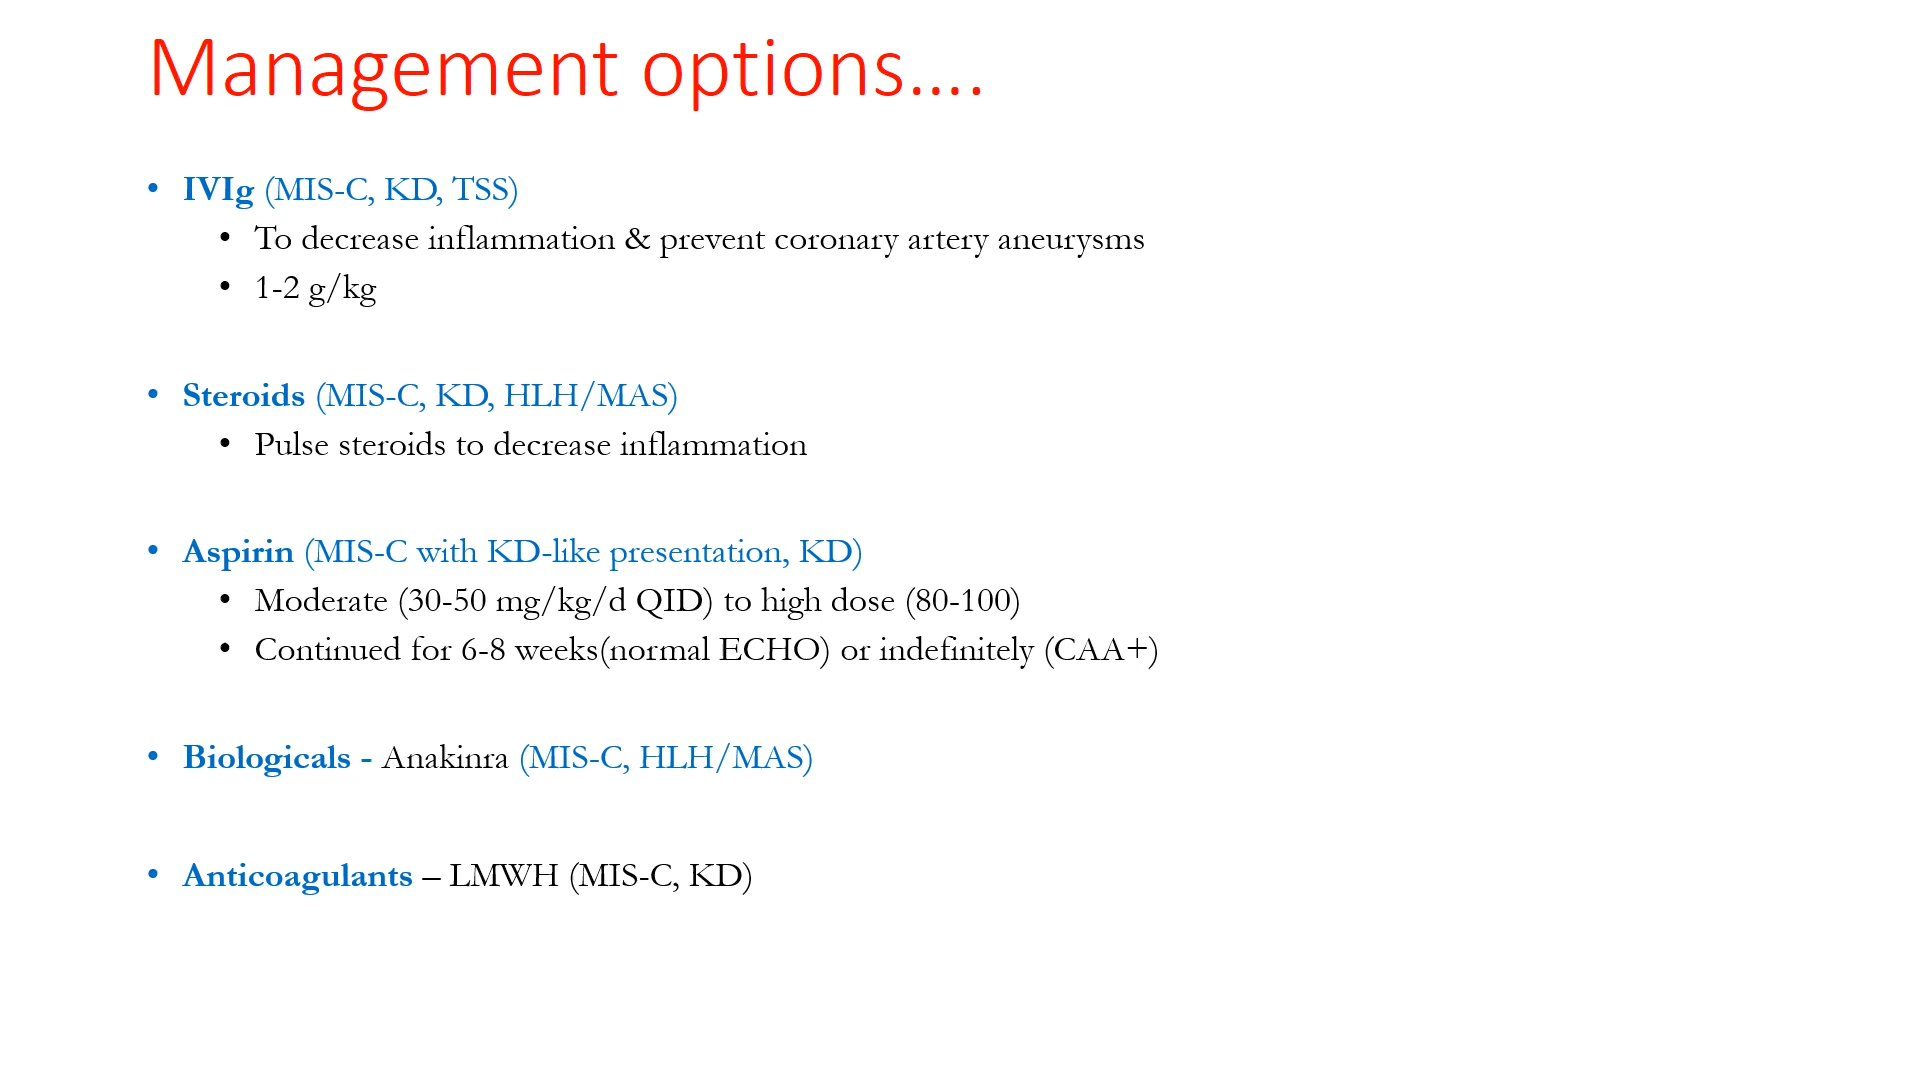 Management options....
• IVIg (MIS-C, KD, TSS)
• To decrease inflammation & prevent coronary artery aneurysms
• 1-2 g/kg
• Steroids (MIS-C, KD, HLH/MAS)
• Pulse steroids to decrease inflammation
• Aspirin (MIS-C with KD-like presentation, KD)
• Moderate (30-50 mg/kg/d QID) to high dose (80-100)
• Continued for 6-8 weeks(normal ECHO) or indefinitely (CAA+)
• Biologicals - Anakinra (MIS-C, HLH/MAS)
• Anticoagulants – LMWH (MIS-C, KD)